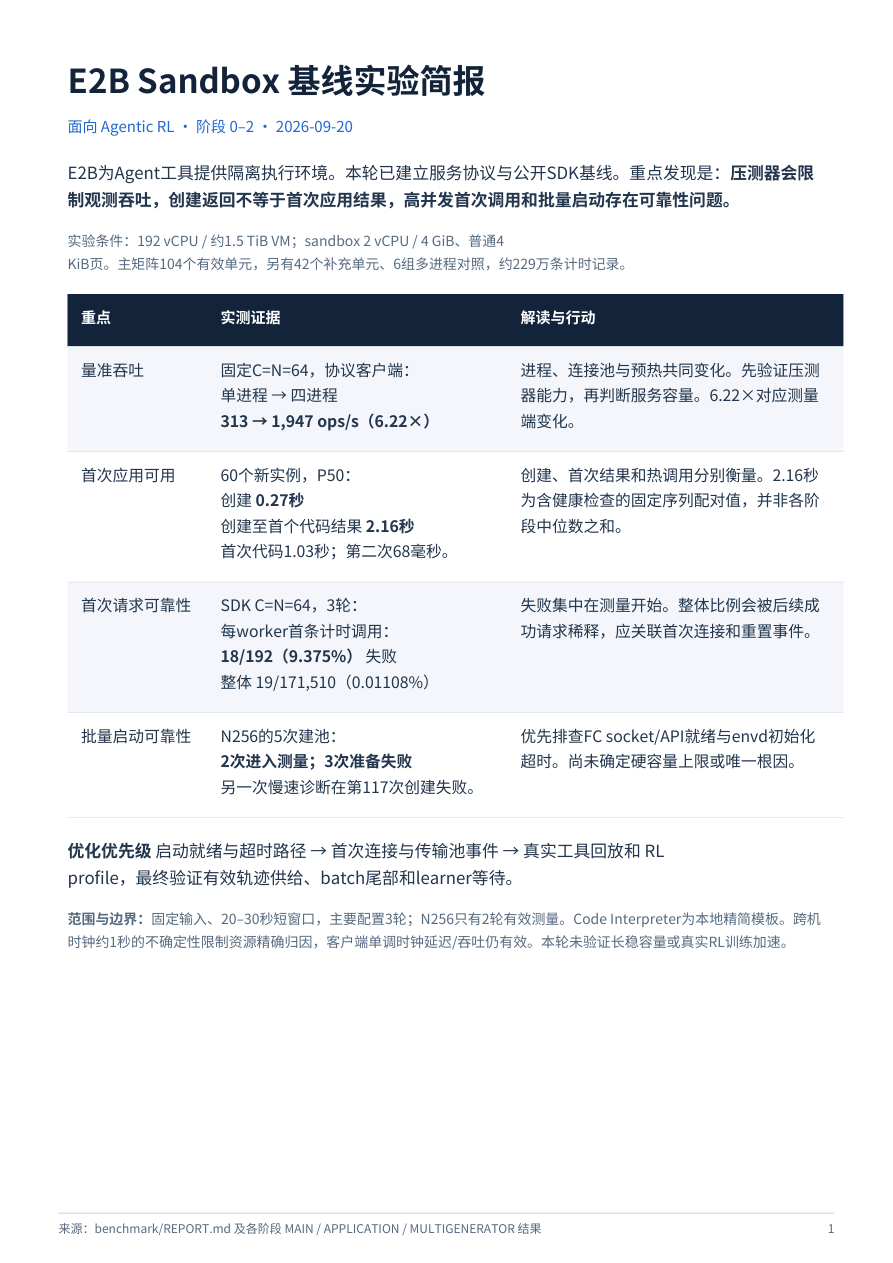 E2B Sandbox 基线实验简报
面向 Agentic RL · 阶段 0–2 · 2026-09-20
E2B为Agent工具提供隔离执行环境。本轮已建立服务协议与公开SDK基线。重点发现是：压测器会限
制观测吞吐，创建返回不等于首次应用结果，高并发首次调用和批量启动存在可靠性问题。
实验条件：192 vCPU / 约1.5 TiB VM；sandbox 2 vCPU / 4 GiB、普通4
KiB页。主矩阵104个有效单元，另有42个补充单元、6组多进程对照，约229万条计时记录。
重点 实测证据 解读与行动
量准吞吐
固定C=N=64，协议客户端：
单进程 → 四进程
313 → 1,947 ops/s（6.22×）
进程、连接池与预热共同变化。先验证压测
器能力，再判断服务容量。6.22×对应测量
端变化。
首次应用可用
60个新实例，P50：
创建 0.27秒
创建至首个代码结果 2.16秒
首次代码1.03秒；第二次68毫秒。
创建、首次结果和热调用分别衡量。2.16秒
为含健康检查的固定序列配对值，并非各阶
段中位数之和。
首次请求可靠性
SDK C=N=64，3轮：
每worker首条计时调用：
18/192（9.375%） 失败
整体 19/171,510（0.01108%）
失败集中在测量开始。整体比例会被后续成
功请求稀释，应关联首次连接和重置事件。
批量启动可靠性
N256的5次建池：
2次进入测量；3次准备失败
另一次慢速诊断在第117次创建失败。
优先排查FC socket/API就绪与envd初始化
超时。尚未确定硬容量上限或唯一根因。
优化优先级 启动就绪与超时路径 → 首次连接与传输池事件 → 真实工具回放和 RL
profile，最终验证有效轨迹供给、batch尾部和learner等待。
范围与边界：固定输入、20–30秒短窗口，主要配置3轮；N256只有2轮有效测量。Code Interpreter为本地精简模板。跨机
时钟约1秒的不确定性限制资源精确归因，客户端单调时钟延迟/吞吐仍有效。本轮未验证长稳容量或真实RL训练加速。
来源：benchmark/REPORT.md 及各阶段 MAIN / APPLICATION / MULTIGENERATOR 结果
1